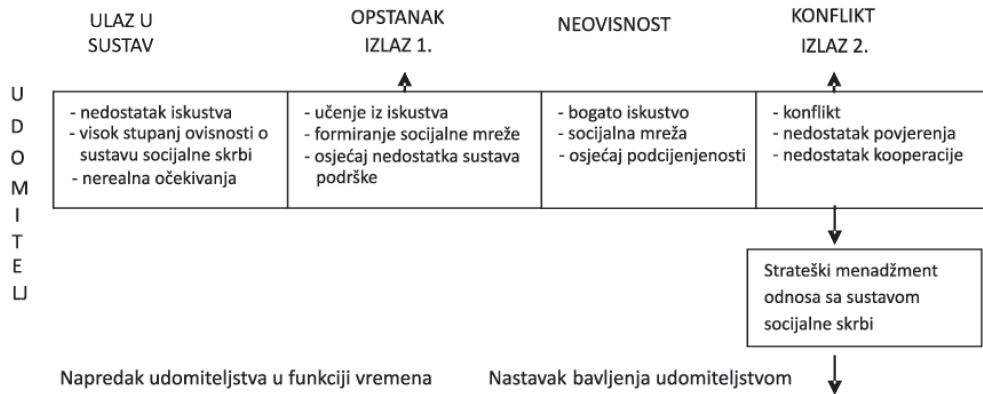 ULAZ U
SUSTAV
OPSTANAK
IZLAZ 1.
NEOVISNOST
KONFLIKT
IZLAZ 2.
U
D
O
M
I
T
E
LJ
- nedostatak iskustva
- visok stupanj ovisnosti o
sustavu socijalne skrbi
- nerealna očekivanja
- učenje iz iskustva
- formiranje socijalne mreže
- osjećaj nedostatka sustava
podrške
- bogato iskustvo
- socijalna mreža
- osjećaj podcijenjenosti
- konflikt
- nedostatak povjerenja
- nedostatak kooperacije
Strateški menadžment
odnosa sa sustavom
socijalne skrbi
Napredak udomiteljstva u funkciji vremena
Nastavak bavljenja udomiteljstvom